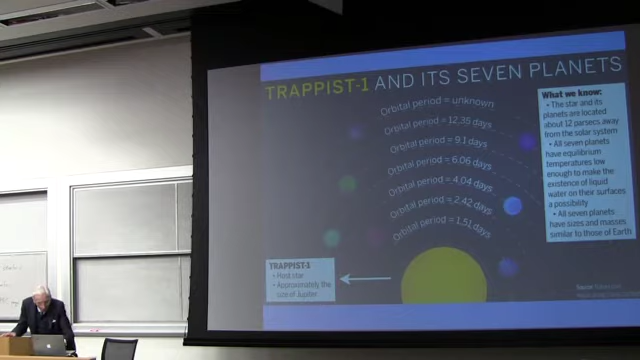 TRAPPIST-1 AND ITS SEVEN PLANETS
Orbital period = unknown
Orbital period = 12.35 days
Orbital period = 9.1 days
Orbital period = 6.06 days
Orbital period = 4.04 days
Orbital period = 2.42 days
Orbital period = 1.51 days
What we know:
• The star and its
planets are located
about 12 parsecs away
from the solar system
• All seven planets
have equilibrium
temperatures low
enough to make the
existence of liquid
water on their surfaces
a possibility
• All seven planets
have sizes and masses
similar to those of Earth
TRAPPIST-1
• Host star
• Approximately the
size of Jupiter